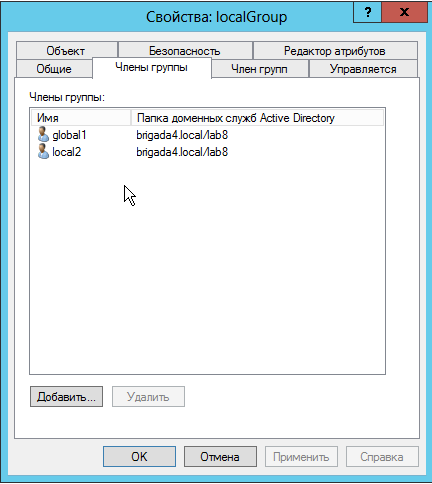 Свойства: localGroup
? x
Объект Безопасность Редактор атрибутов
Общие Члены группы Член групп Управляется
Члены группы:
Имя Папка доменных служб Active Directory
global1 brigada4.local/lab8
local2 brigada4.local/lab8
Добавить... Удалить
OK Отмена Применить Справка